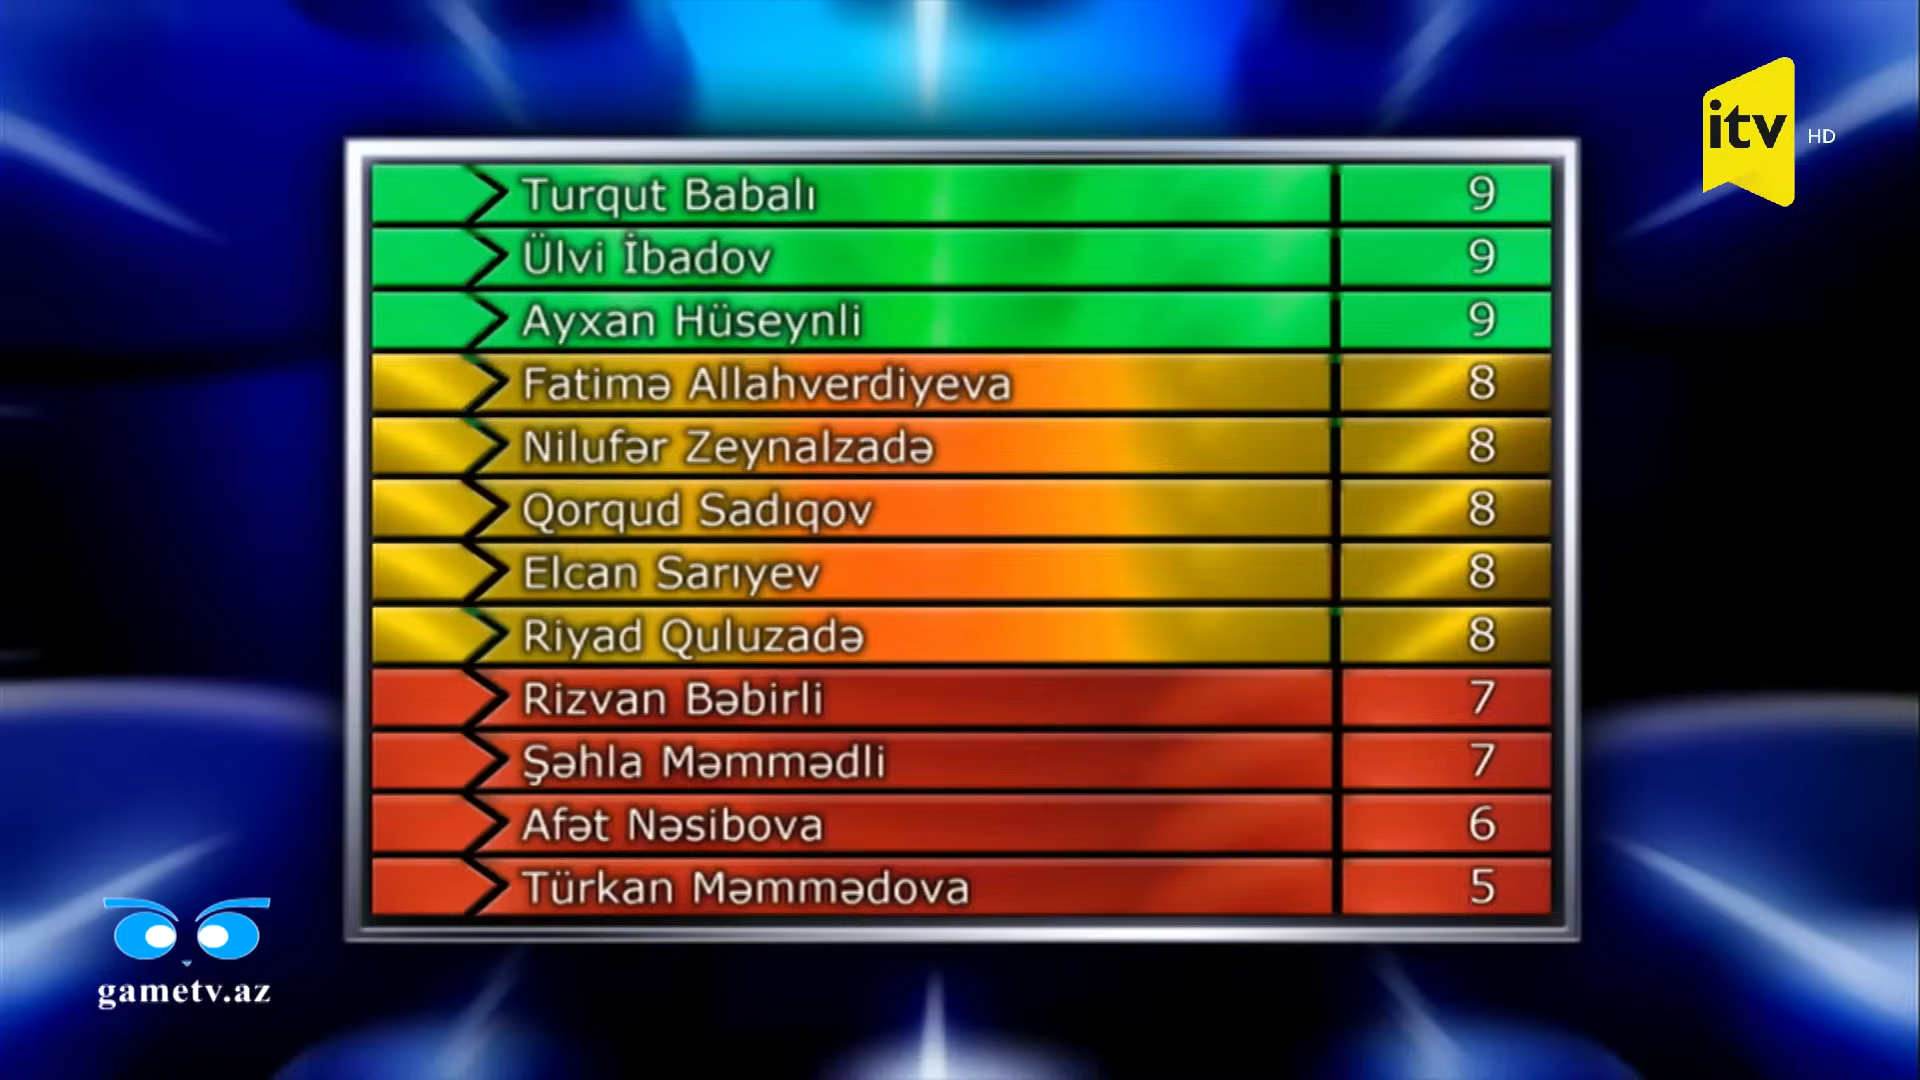 itv HD
Turqut Babalı 9
Ülvi İbadov 9
Ayxan Hüseynli 9
Fatimə Allahverdiyeva 8
Nilufər Zeynalzadə 8
Qorqud Sadıqov 8
Elcan Sarıyev 8
Riyad Quluzadə 8
Rizvan Bəbirli 7
Şəhla Məmmədli 7
Afət Nəsibova 6
Türkan Məmmədova 5
gametv.az